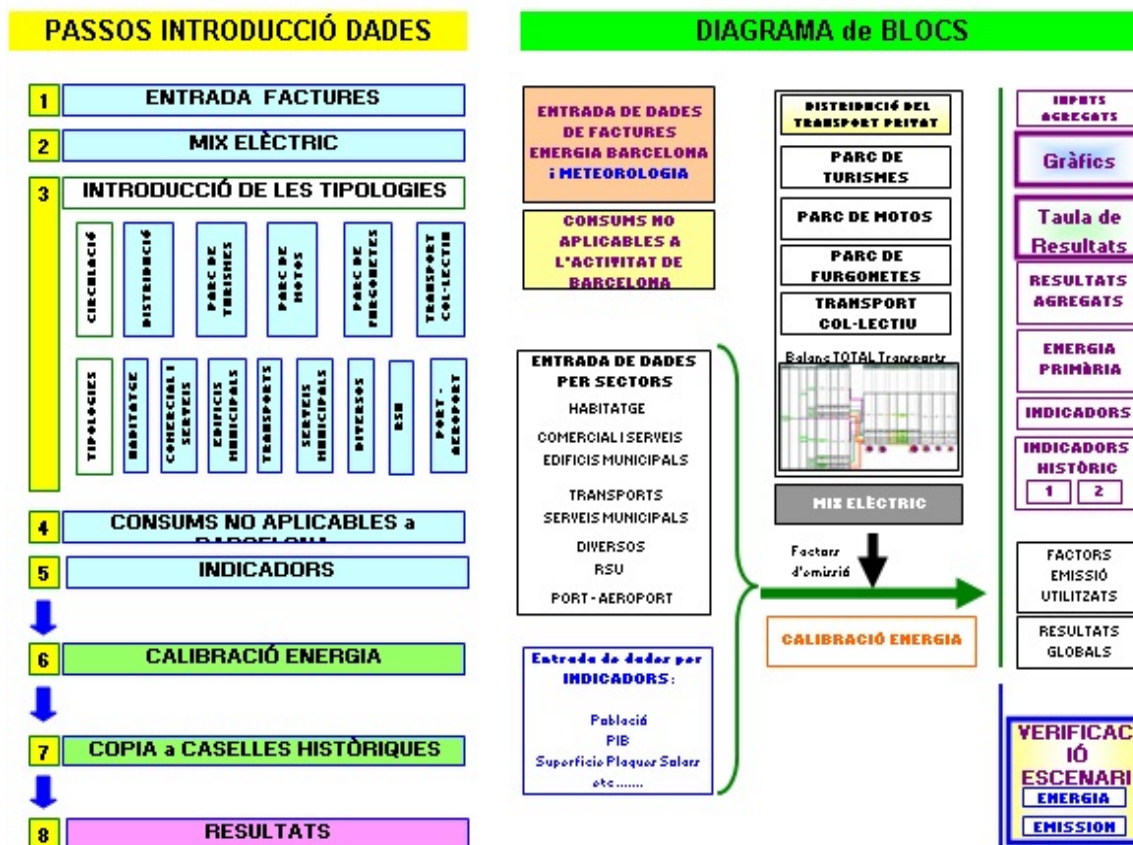 PASSOS INTRODUCCIÓ DADES
1
ENTRADA FACTURES
2
MIX ELÈCTRIC
3
INTRODUCCIÓ DE LES TIPOLOGIES
CIRCULACIÓ
DISTRIBUCIÓ
PARC DE
TURISMES
PARC DE
MOTOS
PARC DE
FURGONETES
TRANSPORT
COL-LECTIU
TIPOLOGIES
HABITATGE
COMERCIAL I
SERVEIS
EDIFICIS
MUNICIPALS
TRANSPORTS
SERVEIS
MUNICIPALS
DIVERSOS
RSU
PORT -
AEROPORT
4
CONSUMS NO APLICABLES a
BARCELONA
5
INDICADORS
6
CALIBRACIÓ ENERGIA
7
COPIA a CASELLES HISTÒRIQUES
8
RESULTATS
DIAGRAMA de BLOCS
ENTRADA DE DADES
DE FACTURES
ENERGIA BARCELONA
i METEOROLOGIA
CONSUMS NO
APLICABLES A
L'ACTITITAT DE
BARCELONA
ENTRADA DE DADES
PER SECTORS
HABITATGE
COMERCIAL I SERVEIS
EDIFICIS MUNICIPALS
TRANSPORTS
SERVEIS MUNICIPALS
DIVERSOS
RSU
PORT - AEROPORT
Entrada de dades per
INDICADORS:
Població
PIB
Superficie Plaques Solars
etc.......
DISTRIBUCIÓ DEL
TRANSPORT PRITAT
PARC DE
TURISMES
PARC DE MOTOS
PARC DE
FURGONETES
TRANSPORT
COL-LECTIU
Balanç TOTAL Transports
MIX ELÈCTRIC
Factors
d'emissió
CALIBRACIÓ ENERGIA
INPUTS
AGREGATS
Gràfics
Taula de
Resultats
RESULTATS
AGREGATS
ENERGIA
PRIMÀRIA
INDICADORS
INDICADORS
HISTÒRIC
1 2
FACTORS
EMISSIÓ
UTILITZATS
RESULTATS
GLOBALS
VERIFICAC
IÓ
ESCENARI
ENERGIA
EMISSION